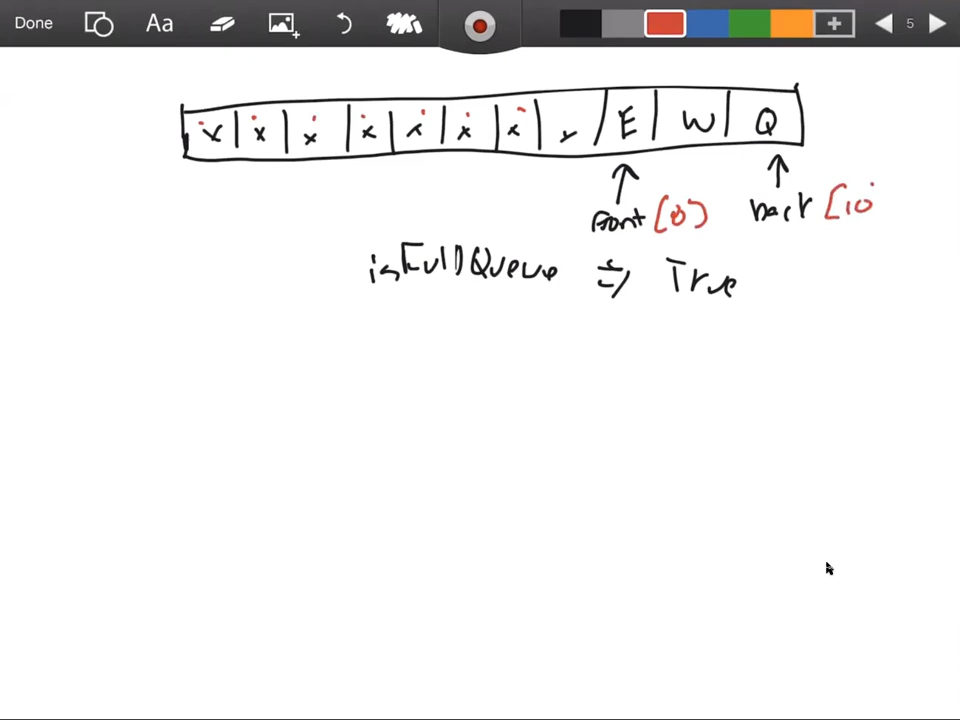 Done Aa 5
x x x x x x x x E W Q
front [8] back [10
isFullQueue => True